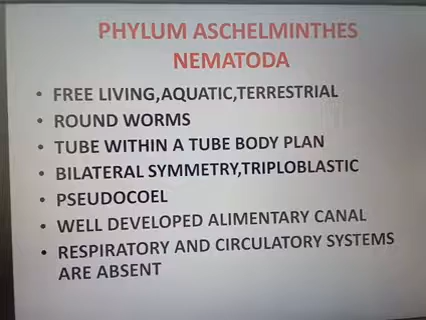 PHYLUM ASCHELMINTHES
NEMATODA
• FREE LIVING,AQUATIC,TERRESTRIAL
• ROUND WORMS
• TUBE WITHIN A TUBE BODY PLAN
• BILATERAL SYMMETRY,TRIPLOBLASTIC
• PSEUDOCOEL
• WELL DEVELOPED ALIMENTARY CANAL
• RESPIRATORY AND CIRCULATORY SYSTEMS
ARE ABSENT